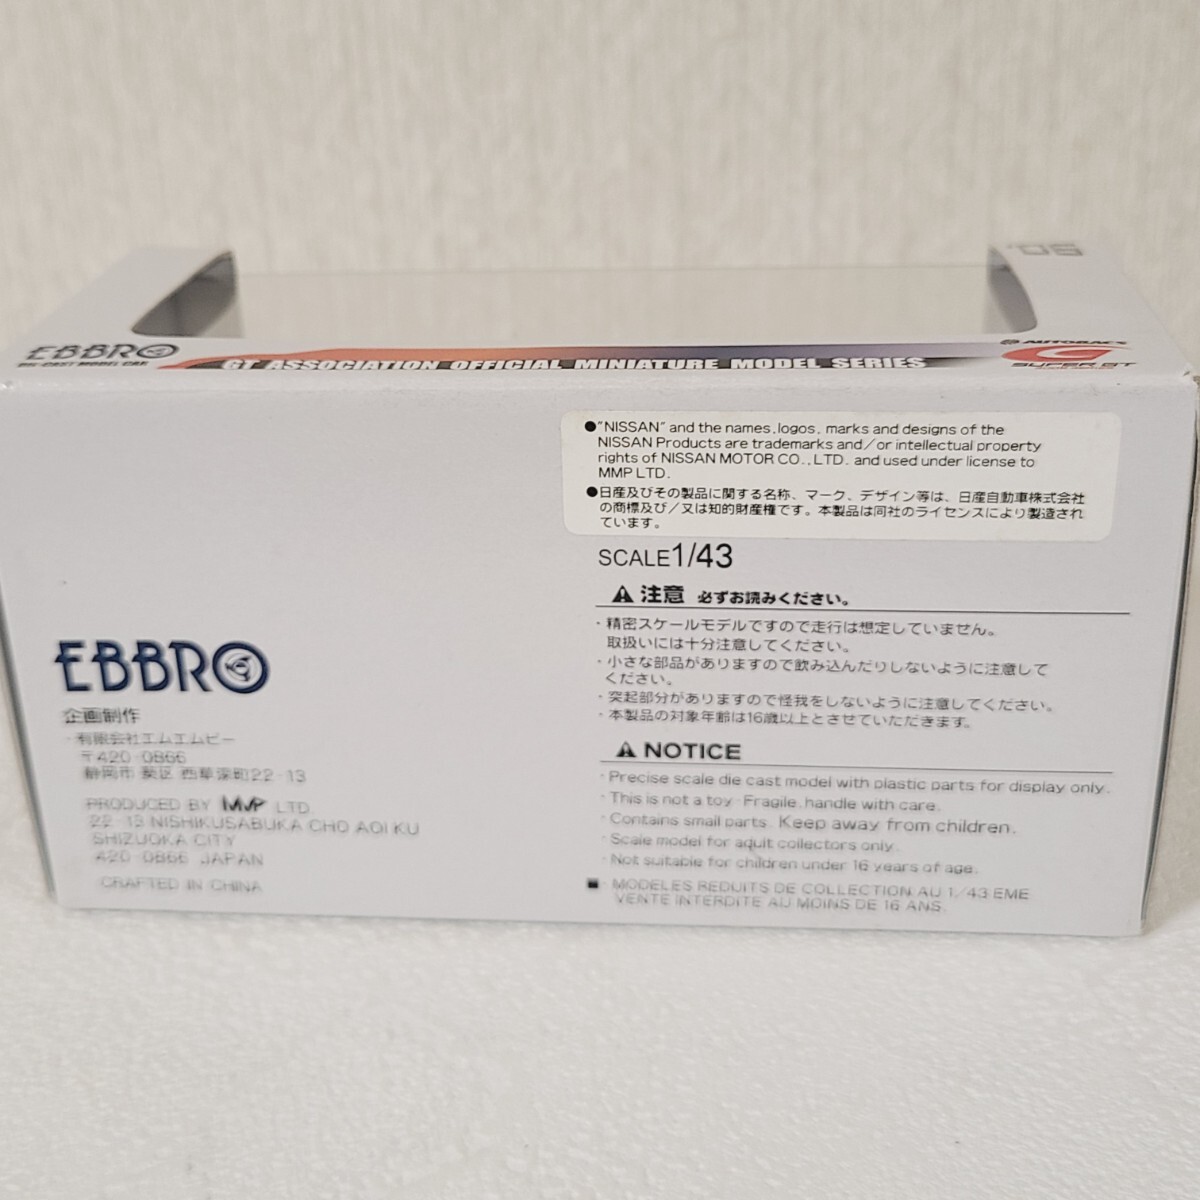 '05
EBBRO
DIE-CAST MODEL CAR
GT ASSOCIATION OFFICIAL MINIATURE MODEL SERIES
AUTOBACS
SUPER GT
●"NISSAN" and the names, logos, marks and designs of the
NISSAN Products are trademarks and/or intellectual property
rights of NISSAN MOTOR CO., LTD. and used under license to
MMP LTD.
●日産及びその製品に関する名称、マーク、デザイン等は、日産自動車株式会社
の商標及び/又は知的財産権です。本製品は同社のライセンスにより製造され
ています。
SCALE1/43
⚠注意 必ずお読みください。
・精密スケールモデルですので走行は想定していません。
取扱いには十分注意してください。
・小さな部品がありますので飲み込んだりしないように注意して
ください。
・突起部分がありますので怪我をしないように注意してください。
・本製品の対象年齢は16歳以上とさせていただきます。
⚠NOTICE
・Precise scale die cast model with plastic parts for display only.
・This is not a toy. Fragile, handle with care.
・Contains small parts. Keep away from children.
・Scale model for adult collectors only.
・Not suitable for children under 16 years of age.
■・MODELES REDUITS DE COLLECTION AU 1/43 EME
VENTE INTERDITE AU MOINS DE 16 ANS.
EBBRO
企画制作
・有限会社エムエムピー
〒420-0866
静岡市 葵区 西草深町22-13
PRODUCED BY MMP LTD.
22-13 NISHIKUSABUKA CHO AOI KU
SHIZUOKA CITY
420-0866 JAPAN
CRAFTED IN CHINA